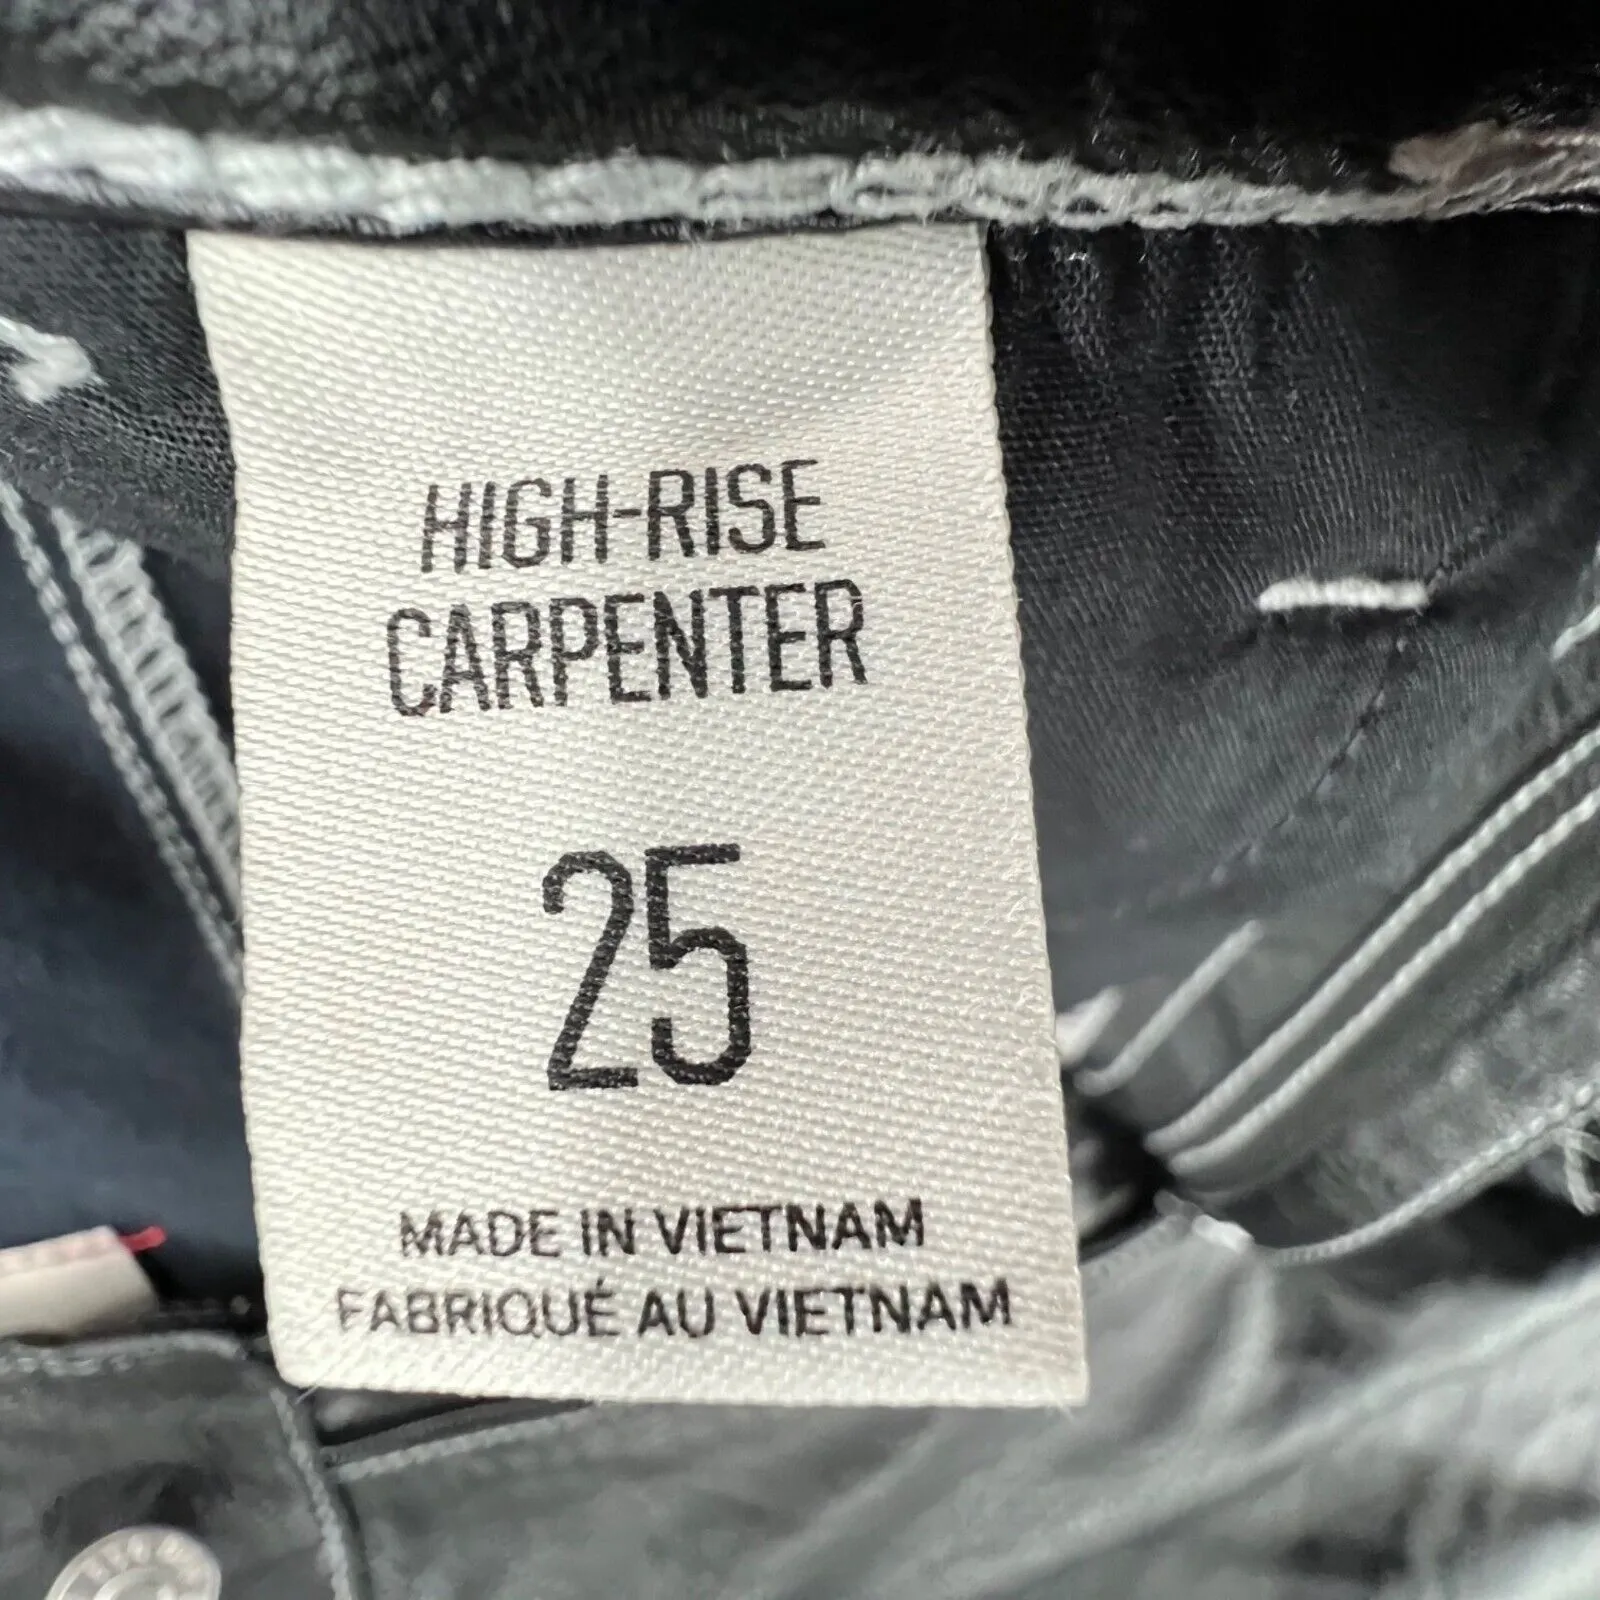 HIGH-RISE
CARPENTER
25
MADE IN VIETNAM
FABRIQUÉ AU VIETNAM